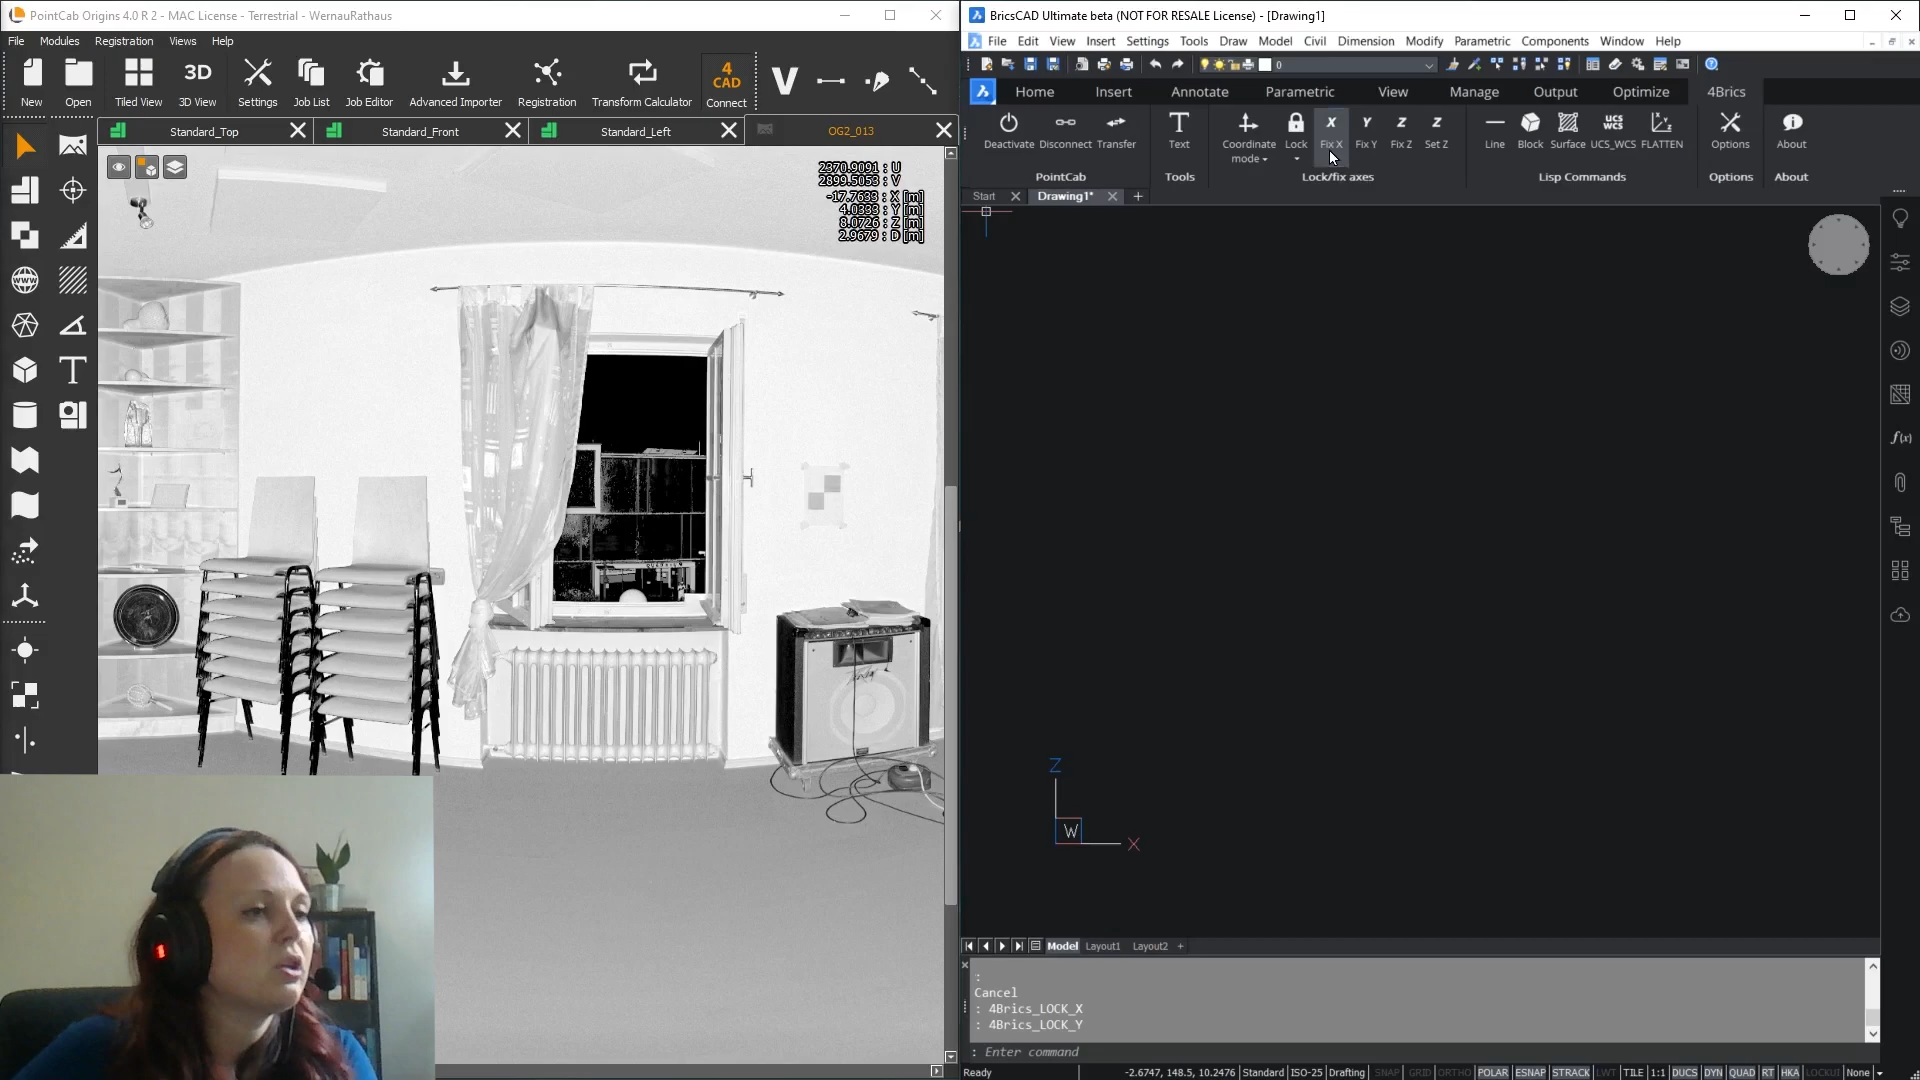 PointCab Origins 4.0 R 2 - MAC License - Terrestrial - WernauRathaus
File Modules Registration Views Help
New Open Tiled View 3D 3D View Settings Job List Job Editor Advanced Importer Registration Transform Calculator 4 CAD Connect V
Standard_Top Standard_Front Standard_Left OG2_013
2370.9091 : U
2899.5053 : V
-17.7633 : X [m]
4.0333 : Y [m]
8.0726 : Z [m]
2.9679 : D [m]
WWW
T
BricsCAD Ultimate beta (NOT FOR RESALE License) - [Drawing1]
File Edit View Insert Settings Tools Draw Model Civil Dimension Modify Parametric Components Window Help
0
Home Insert Annotate Parametric View Manage Output Optimize 4Brics
T X Y Z Z UCS WCS
Deactivate Disconnect Transfer Text Coordinate mode Lock Fix X Fix Y Fix Z Set Z Line Block Surface UCS_WCS FLATTEN Options About
PointCab Tools Lock/fix axes Lisp Commands Options About
Start Drawing1*
f(x)
Z
W
X
Model Layout1 Layout2
:
Cancel
: 4Brics_LOCK_X
: 4Brics_LOCK_Y
: Enter command
Ready -2.6747, 148.5, 10.2476 Standard ISO-25 Drafting SNAP GRID ORTHO POLAR ESNAP STRACK LWT TILE 1:1 DUCS DYN QUAD RT HKA LOCKUI None